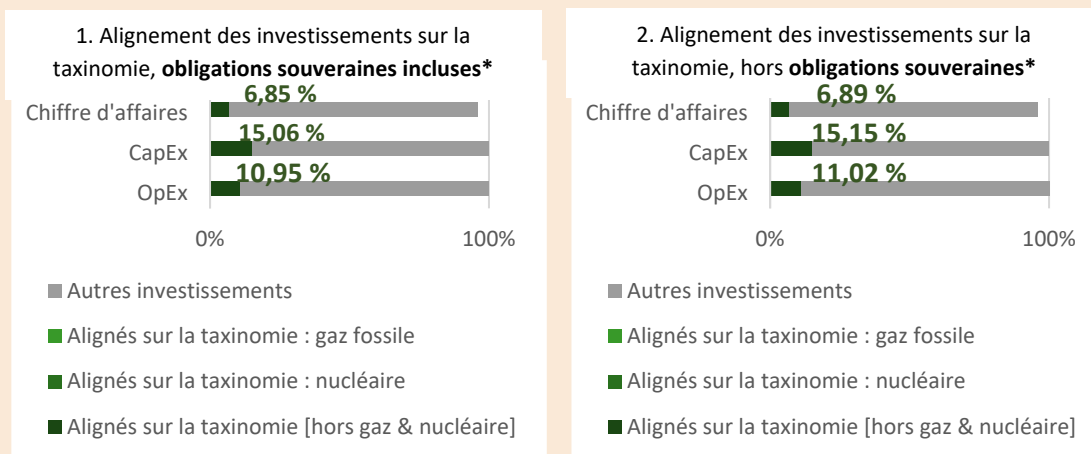 1. Alignement des investissements sur la
taxinomie, obligations souveraines incluses*
Chiffre d'affaires
6,85 %
CapEx
15,06 %
OpEx
10,95 %
0%
100%
Autres investissements
Alignés sur la taxinomie : gaz fossile
Alignés sur la taxinomie : nucléaire
Alignés sur la taxinomie [hors gaz & nucléaire]
2. Alignement des investissements sur la
taxinomie, hors obligations souveraines*
Chiffre d'affaires
6,89 %
CapEx
15,15 %
OpEx
11,02 %
0%
100%
Autres investissements
Alignés sur la taxinomie : gaz fossile
Alignés sur la taxinomie : nucléaire
Alignés sur la taxinomie [hors gaz & nucléaire]